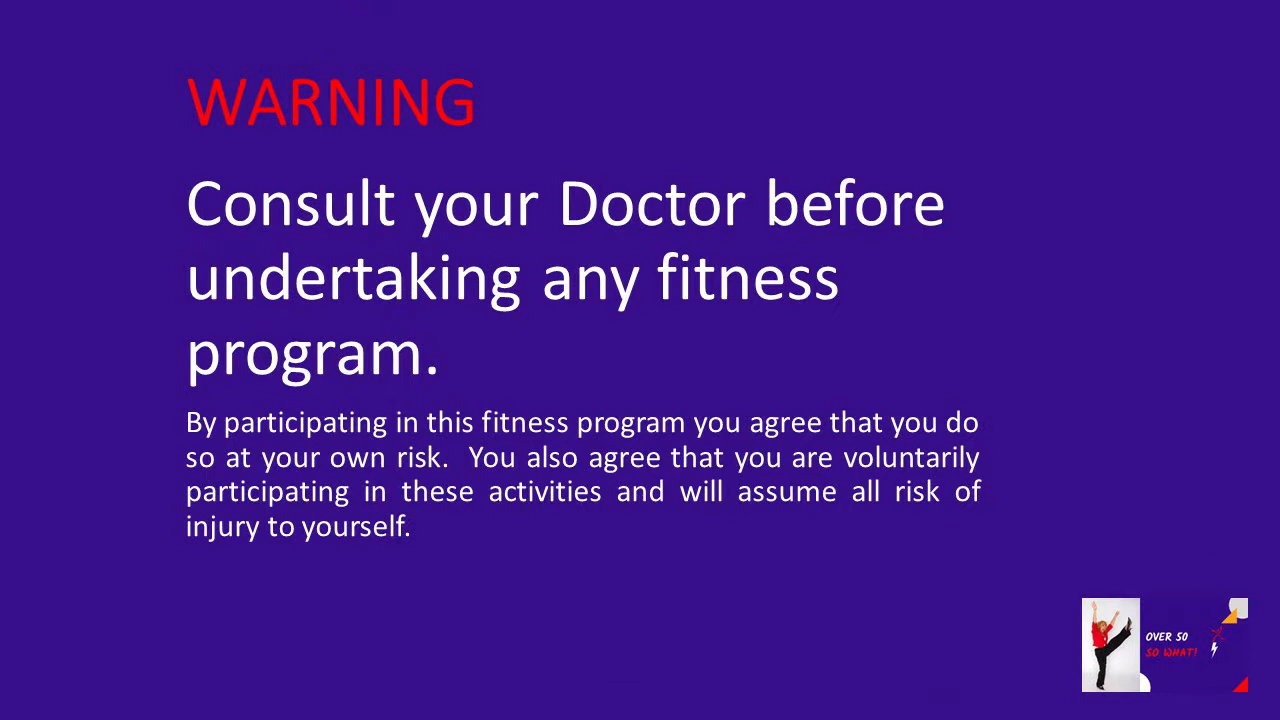 WARNING
Consult your Doctor before
undertaking any fitness
program.
By participating in this fitness program you agree that you do
so at your own risk.  You also agree that you are voluntarily
participating in these activities and will assume all risk of
injury to yourself.
OVER 50
SO WHAT!